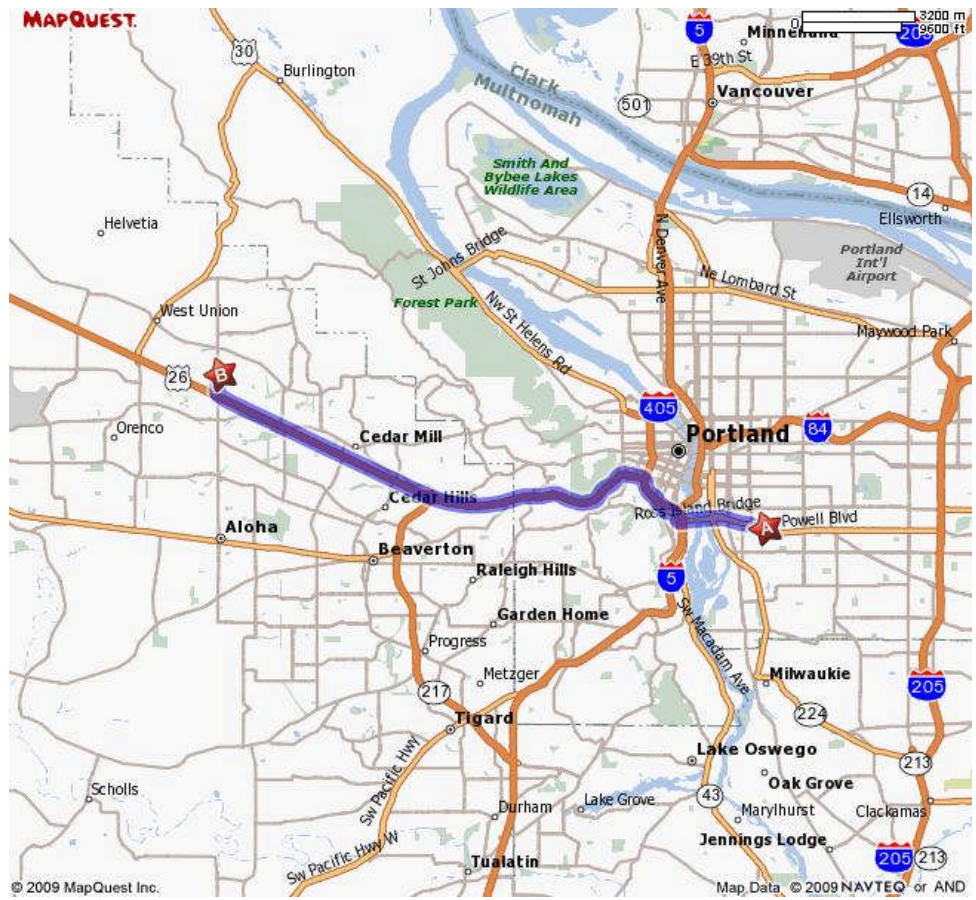 MAPQUEST.
3200 m
9600 ft
0
5
205
Minnehaha
E 39th St
30
Burlington
Clark
Multnomah
501
Vancouver
Smith And
Bybee Lakes
Wildlife Area
14
Ellsworth
Helvetia
N Denver Ave
St Johns Bridge
Portland
Int'l
Airport
Ne Lombard St
Forest Park
Nw St Helens Rd
West Union
Maywood Park
B
26
405
84
Orenco
Cedar Mill
Portland
Cedar Hills
Ross Island Bridge
A
Powell Blvd
Aloha
Beaverton
Raleigh Hills
5
Garden Home
Sw Macadam Ave
Progress
Metzger
Milwaukie
217
205
Tigard
224
Sw Pacific Hwy
Lake Oswego
213
Oak Grove
Scholls
43
Durham
Lake Grove
Marylhurst
Clackamas
Jennings Lodge
Sw Pacific Hwy W
Tualatin
205
213
© 2009 MapQuest Inc.
Map Data © 2009 NAVTEQ or AND